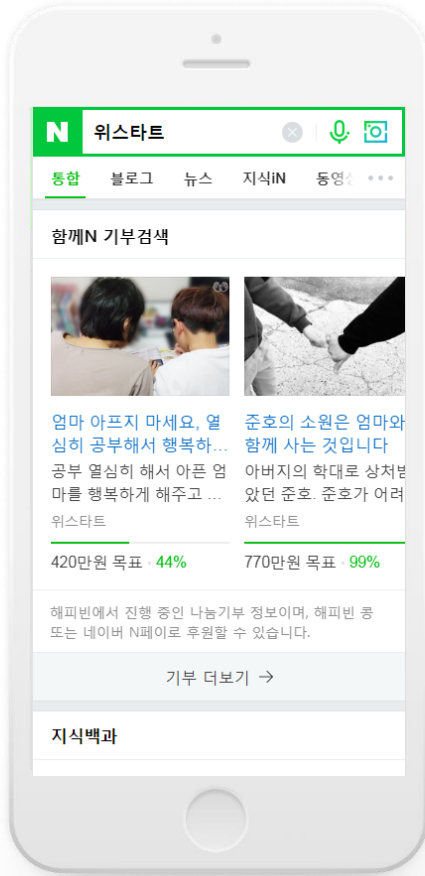 N 위스타트
통합 블로그 뉴스 지식iN 동영상
함께N 기부검색
엄마 아프지 마세요, 열
심히 공부해서 행복하...
공부 열심히 해서 아픈 엄
마를 행복하게 해주고 ...
위스타트
420만원 목표 · 44%
준호의 소원은 엄마와
함께 사는 것입니다
아버지의 학대로 상처받
았던 준호. 준호가 어려
위스타트
770만원 목표 · 99%
해피빈에서 진행 중인 나눔기부 정보이며, 해피빈 콩
또는 네이버 N페이로 후원할 수 있습니다.
기부 더보기 →
지식백과